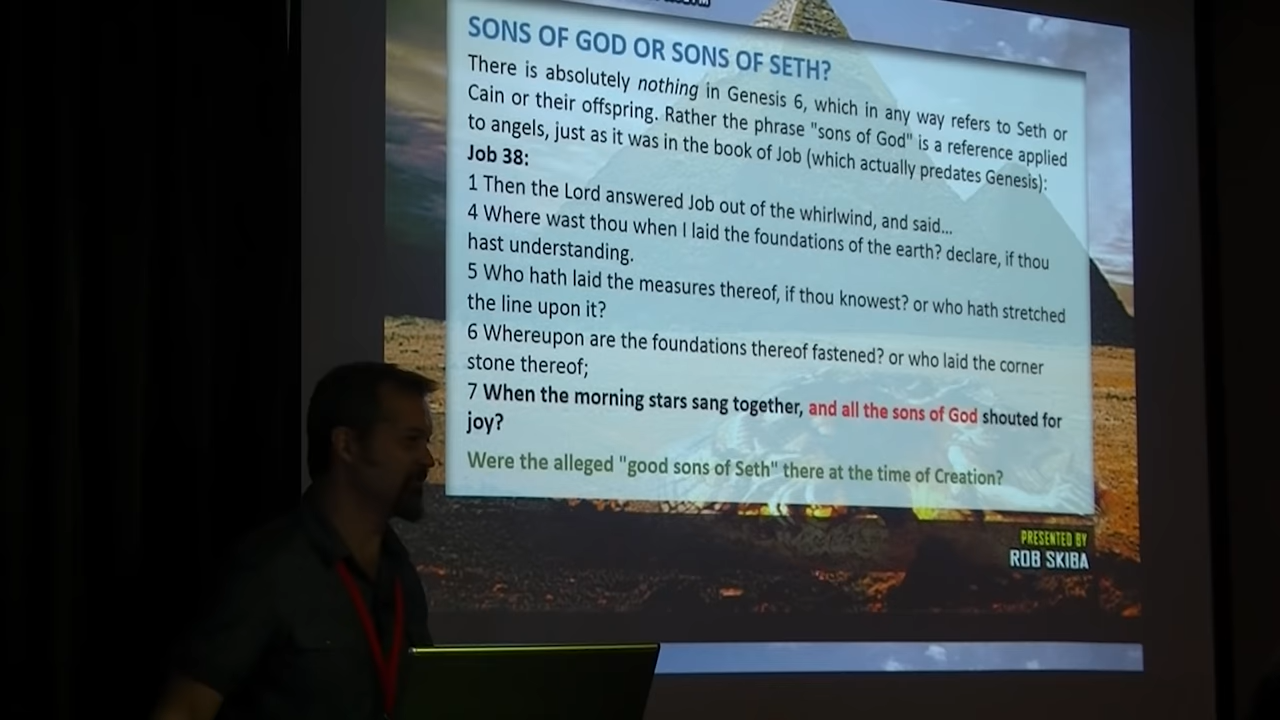 SONS OF GOD OR SONS OF SETH?
There is absolutely nothing in Genesis 6, which in any way refers to Seth or
Cain or their offspring. Rather the phrase "sons of God" is a reference applied
to angels, just as it was in the book of Job (which actually predates Genesis):
Job 38:
1 Then the Lord answered Job out of the whirlwind, and said...
4 Where wast thou when I laid the foundations of the earth? declare, if thou
hast understanding.
5 Who hath laid the measures thereof, if thou knowest? or who hath stretched
the line upon it?
6 Whereupon are the foundations thereof fastened? or who laid the corner
stone thereof;
7 When the morning stars sang together, and all the sons of God shouted for
joy?
Were the alleged "good sons of Seth" there at the time of Creation?
PRESENTED BY
ROB SKIBA